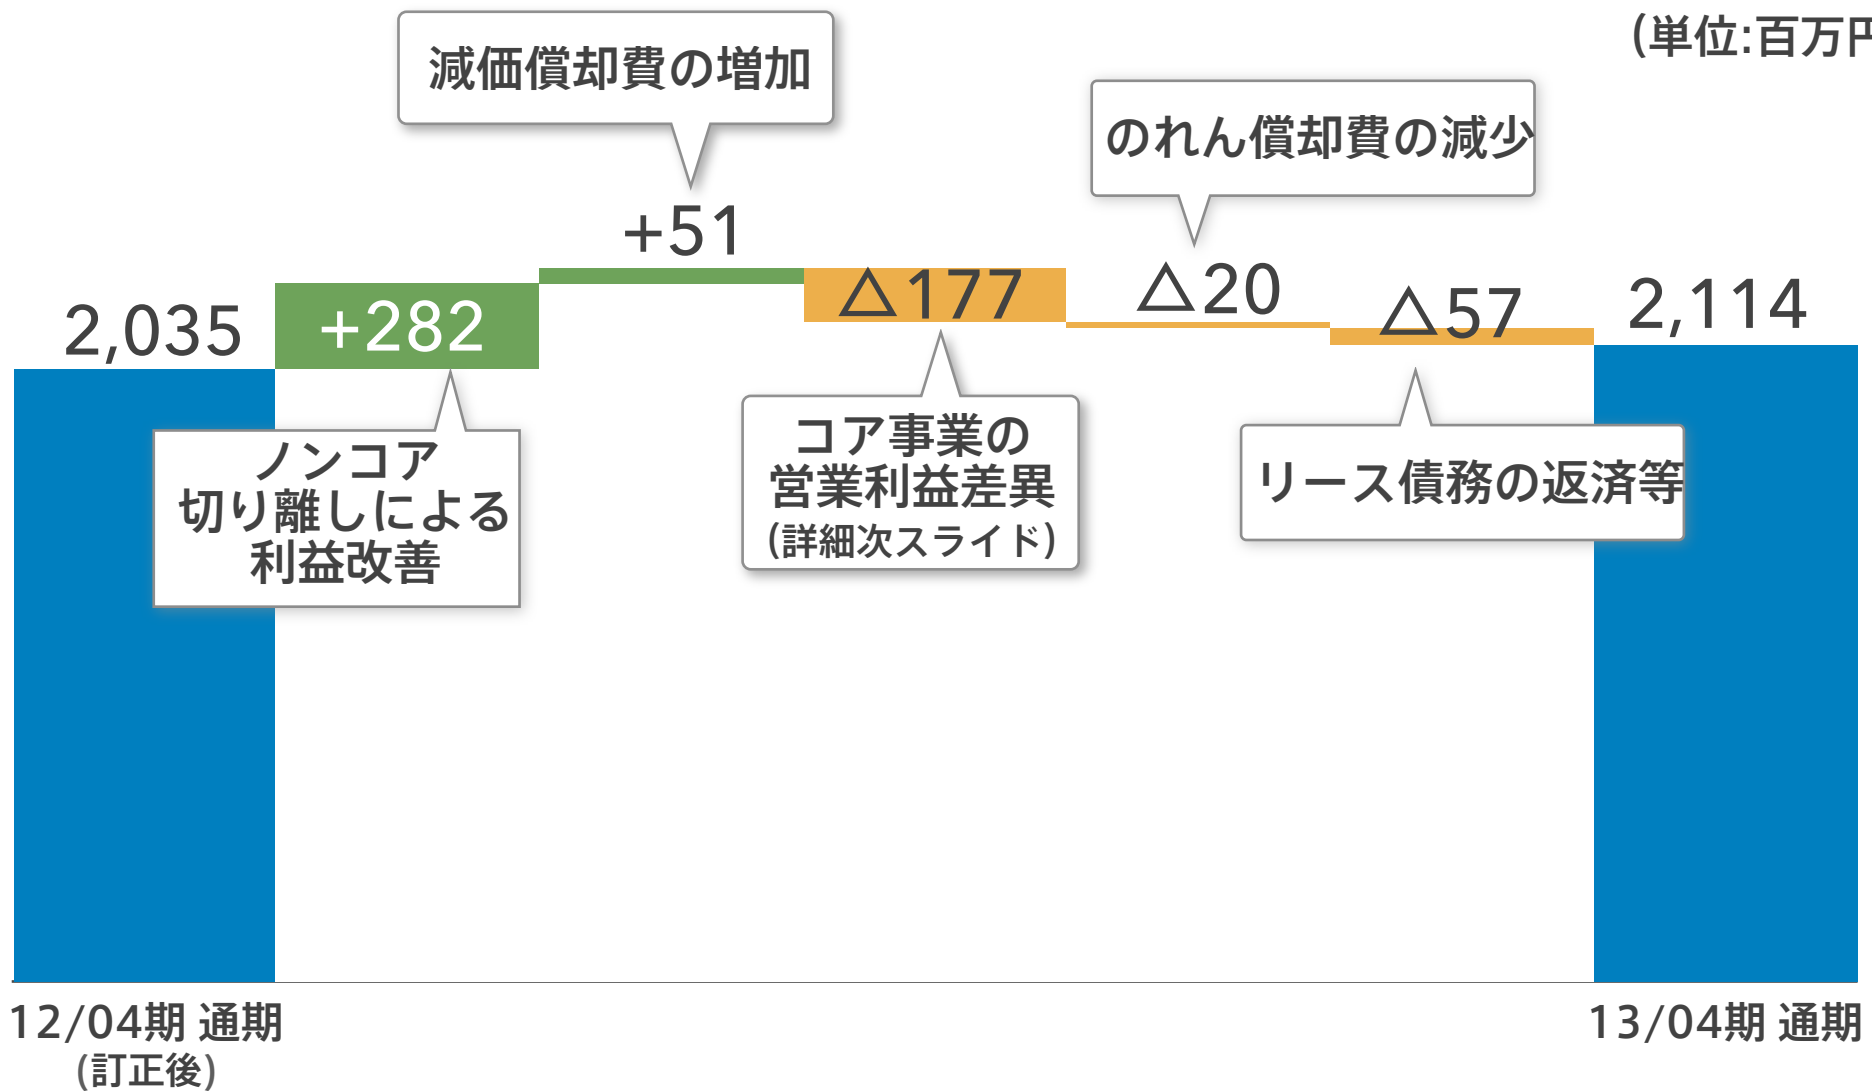 (単位:百万円
減価償却費の増加
のれん償却費の減少
+51
2,035
+282
△177
△20
△57
2,114
ノンコア
切り離しによる
利益改善
コア事業の
営業利益差異
(詳細次スライド)
リース債務の返済等
12/04期 通期
(訂正後)
13/04期 通期